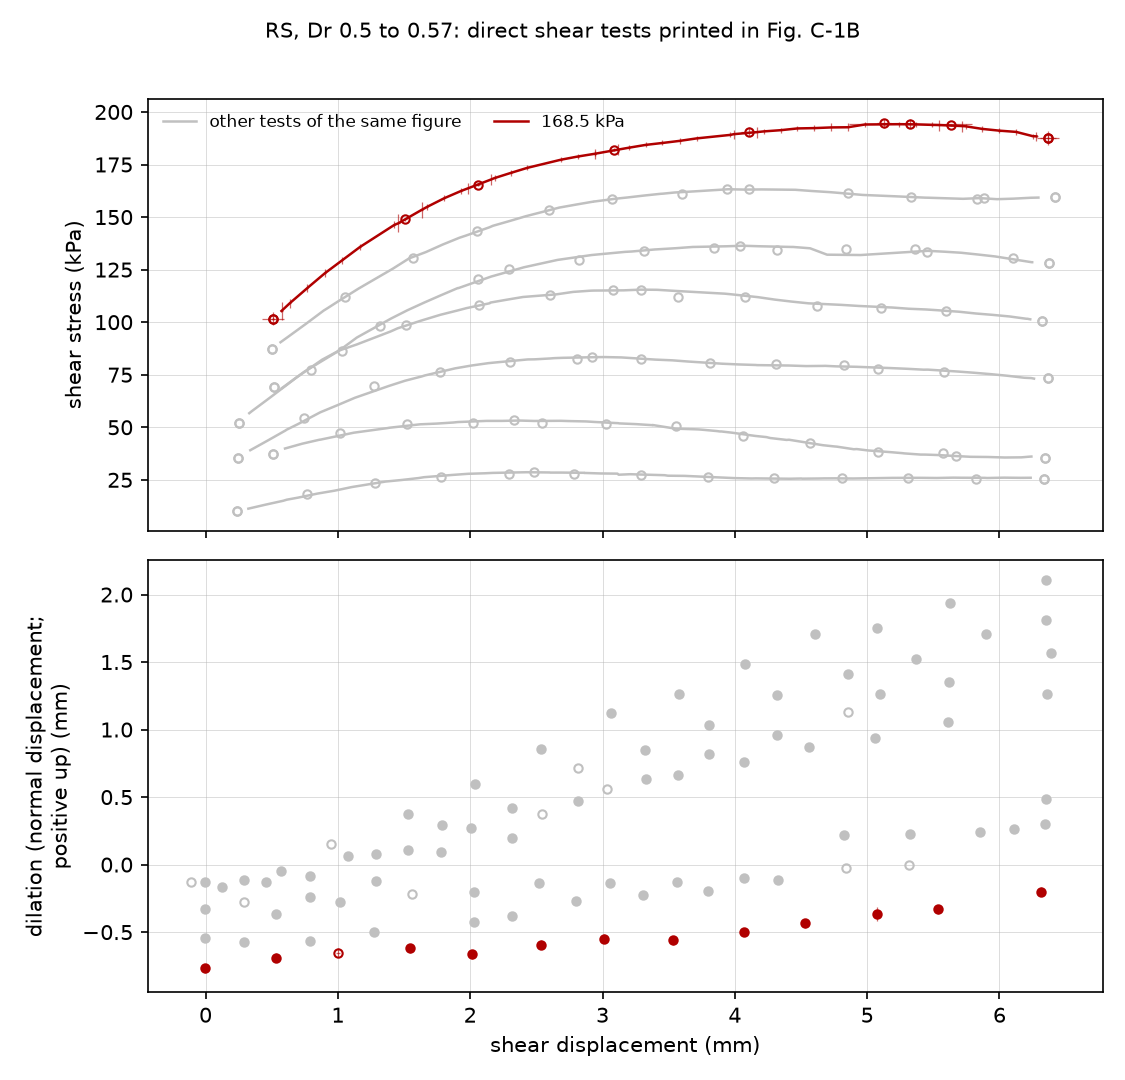 RS, Dr 0.5 to 0.57: direct shear tests printed in Fig. C-1B
other tests of the same figure
168.5 kPa
200
175
150
125
100
75
50
25
shear stress (kPa)
2.0
1.5
1.0
0.5
0.0
−0.5
dilation (normal displacement;
positive up) (mm)
0 1 2 3 4 5 6
shear displacement (mm)